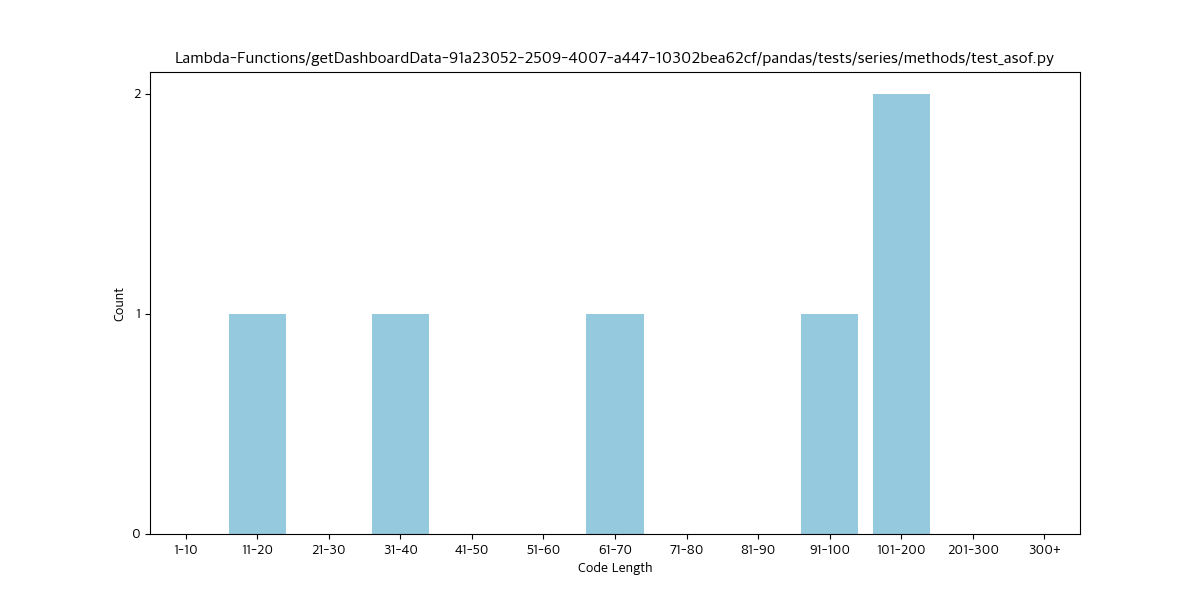 Lambda-Functions/getDashboardData-91a23052-2509-4007-a447-10302bea62cf/pandas/tests/series/methods/test_asof.py
2
1
0
Count
1-10 11-20 21-30 31-40 41-50 51-60 61-70 71-80 81-90 91-100 101-200 201-300 300+
Code Length